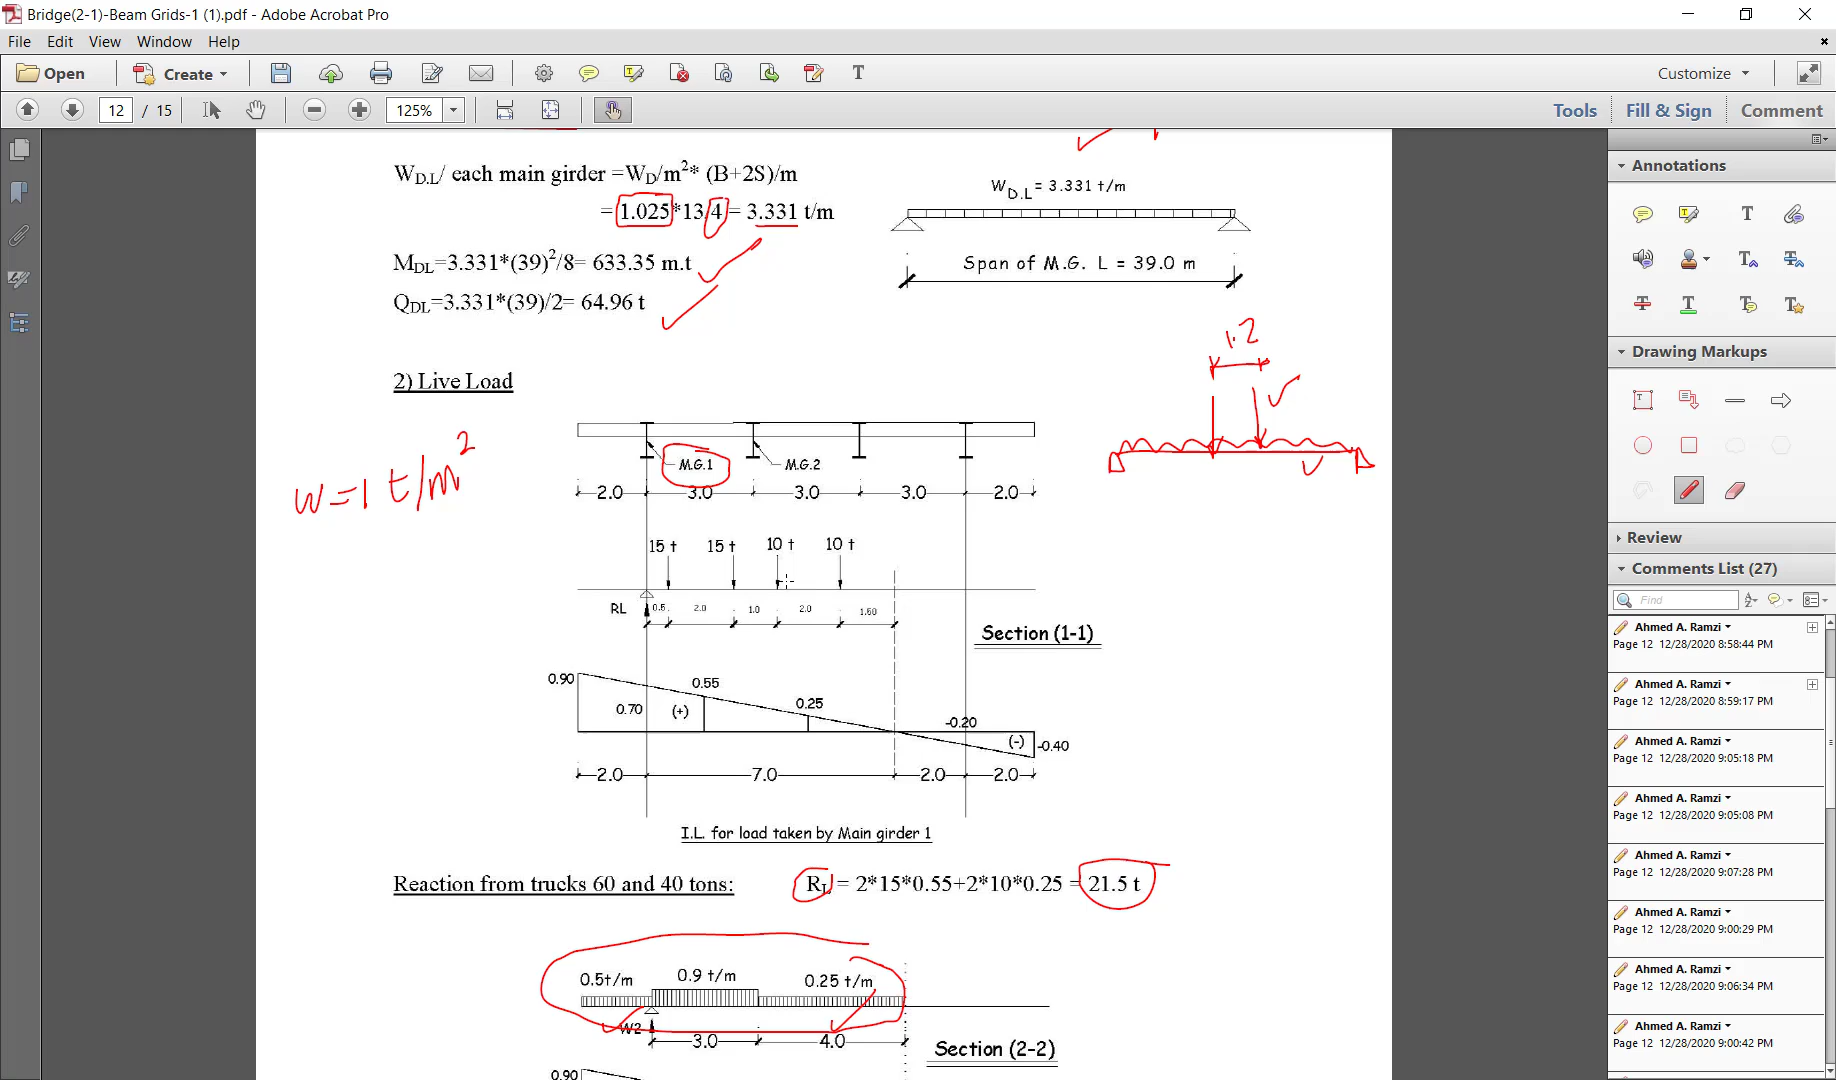 Bridge(2-1)-Beam Grids-1 (1).pdf - Adobe Acrobat Pro
File Edit View Window Help
Open Create Customize
12 / 15 125% Tools Fill & Sign Comment
W_D.L/ each main girder =W_D/m²* (B+2S)/m
= 1.025*13/4 = 3.331 t/m
M_DL=3.331*(39)²/8= 633.35 m.t
Q_DL=3.331*(39)/2= 64.96 t
W_D.L = 3.331 t/m
Span of M.G. L = 39.0 m
1.2
2) Live Load
w=1 t/m²
M.G.1 M.G.2
2.0 3.0 3.0 3.0 2.0
15 t 15 t 10 t 10 t
RL 0.5 2.0 1.0 2.0 1.60
Section (1-1)
0.90 0.70 (+) 0.55 0.25 -0.20 (-) -0.40
2.0 7.0 2.0 2.0
I.L. for load taken by Main girder 1
Reaction from trucks 60 and 40 tons: R_L = 2*15*0.55+2*10*0.25 = 21.5 t
0.5t/m 0.9 t/m 0.25 t/m
W2 3.0 4.0
Section (2-2)
0.90
Annotations
Drawing Markups
Review
Comments List (27)
Find
Ahmed A. Ramzi
Page 12 12/28/2020 8:58:44 PM
Ahmed A. Ramzi
Page 12 12/28/2020 8:59:17 PM
Ahmed A. Ramzi
Page 12 12/28/2020 9:05:18 PM
Ahmed A. Ramzi
Page 12 12/28/2020 9:05:08 PM
Ahmed A. Ramzi
Page 12 12/28/2020 9:07:28 PM
Ahmed A. Ramzi
Page 12 12/28/2020 9:00:29 PM
Ahmed A. Ramzi
Page 12 12/28/2020 9:06:34 PM
Ahmed A. Ramzi
Page 12 12/28/2020 9:00:42 PM